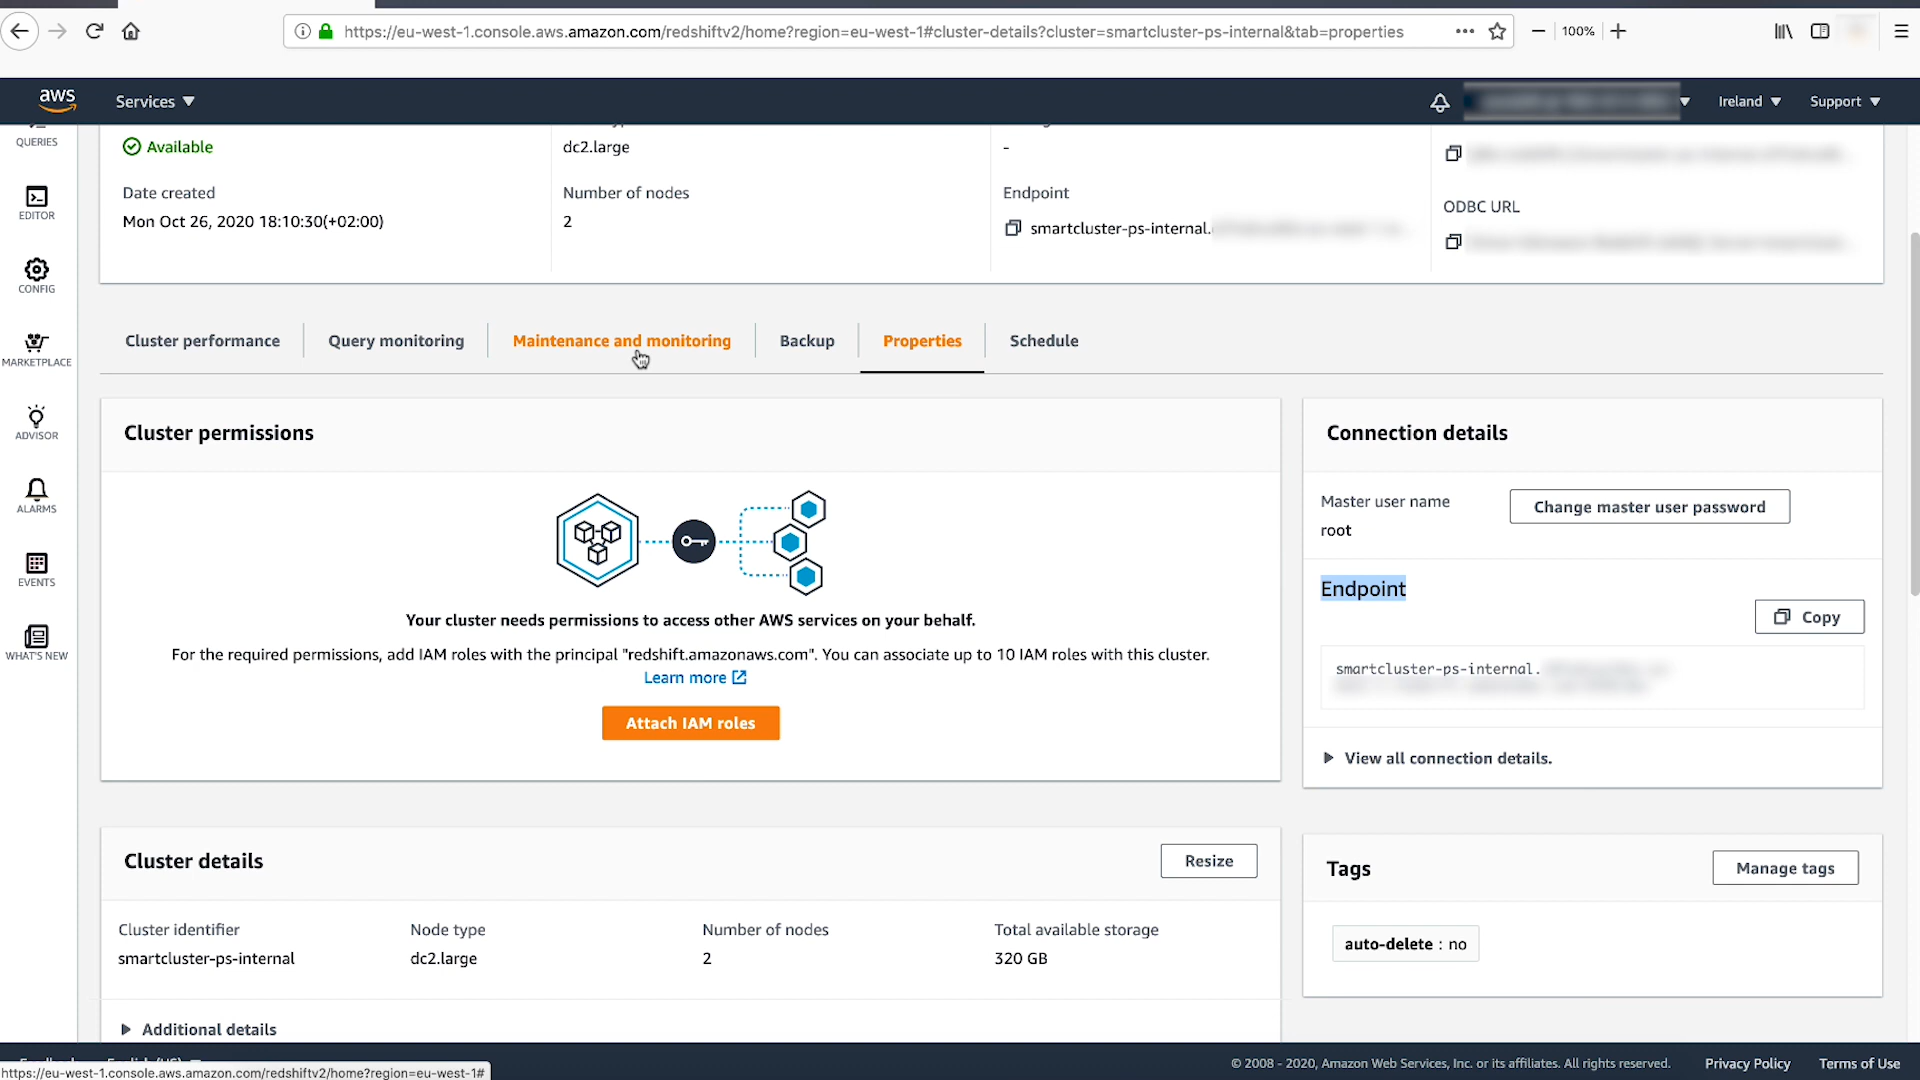 https://eu-west-1.console.aws.amazon.com/redshiftv2/home?region=eu-west-1#cluster-details?cluster=smartcluster-ps-internal&tab=properties
100%
aws
Services
Ireland
Support
QUERIES
EDITOR
CONFIG
MARKETPLACE
ADVISOR
ALARMS
EVENTS
WHAT'S NEW
Available
dc2.large
-
Date created
Mon Oct 26, 2020 18:10:30(+02:00)
Number of nodes
2
Endpoint
smartcluster-ps-internal.
ODBC URL
Cluster performance
Query monitoring
Maintenance and monitoring
Backup
Properties
Schedule
Cluster permissions
Your cluster needs permissions to access other AWS services on your behalf.
For the required permissions, add IAM roles with the principal "redshift.amazonaws.com". You can associate up to 10 IAM roles with this cluster.
Learn more
Attach IAM roles
Connection details
Master user name
root
Change master user password
Endpoint
Copy
smartcluster-ps-internal.
View all connection details.
Cluster details
Resize
Cluster identifier
smartcluster-ps-internal
Node type
dc2.large
Number of nodes
2
Total available storage
320 GB
Additional details
Tags
Manage tags
auto-delete : no
© 2008 - 2020, Amazon Web Services, Inc. or its affiliates. All rights reserved.
Privacy Policy
Terms of Use
https://eu-west-1.console.aws.amazon.com/redshiftv2/home?region=eu-west-1#